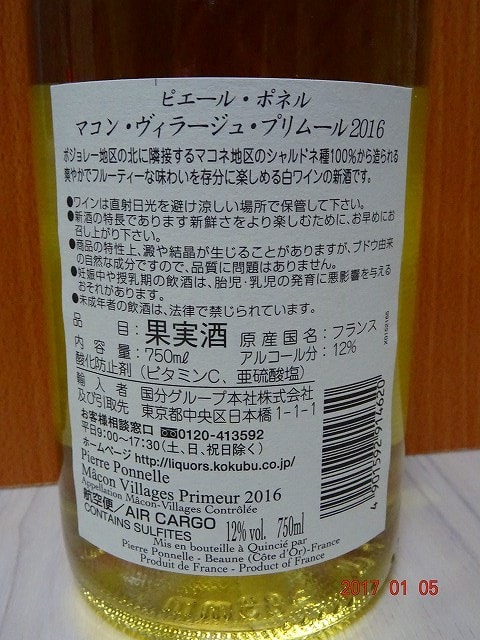 ピエール・ポネル
マコン・ヴィラージュ・プリムール2016
ボジョレー地区の北に隣接するマコネ地区のシャルドネ種100%から造られる
爽やかでフルーティーな味わいを存分に楽しめる白ワインの新酒です。
●ワインは直射日光を避け涼しい場所で保管して下さい。
●新酒の特長であります新鮮さをより楽しむために、お早めにお
召し上がり下さい。
●商品の特性上、澱や結晶が生じることがありますが、ブドウ由来
の自然な成分ですので、品質に問題はありません。
●妊娠中や授乳期の飲酒は、胎児・乳児の発育に悪影響を与える
おそれがあります。
●未成年者の飲酒は、法律で禁じられています。
品目:果実酒 原産国名:フランス
内容量:750mℓ アルコール分:12%
酸化防止剤(ビタミンC、亜硫酸塩)
輸入者 国分グループ本社株式会社
及び引取先 東京都中央区日本橋1-1-1
お客様相談窓口 0120-413592
平日9:00〜17:30(土、日、祝日除く)
ホームページ http://liquors.kokubu.co.jp/
Pierre Ponnelle
Mâcon Villages Primeur 2016
Appellation Mâcon-Villages Contrôlée
航空便/AIR CARGO
CONTAINS SULFITES
12% vol. 750ml
Mis en bouteille à Quincié par
Pierre Ponnelle - Beaune (Côte d'Or)-France
Produit de France - Product of France
4 901592 914620
2017 01 05